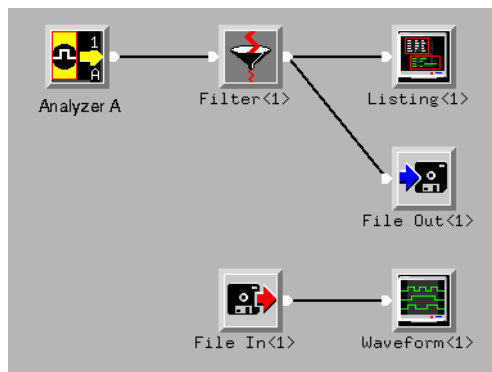 1
A
Analyzer A
Filter<1>
Listing<1>
File Out<1>
File In<1>
Waveform<1>